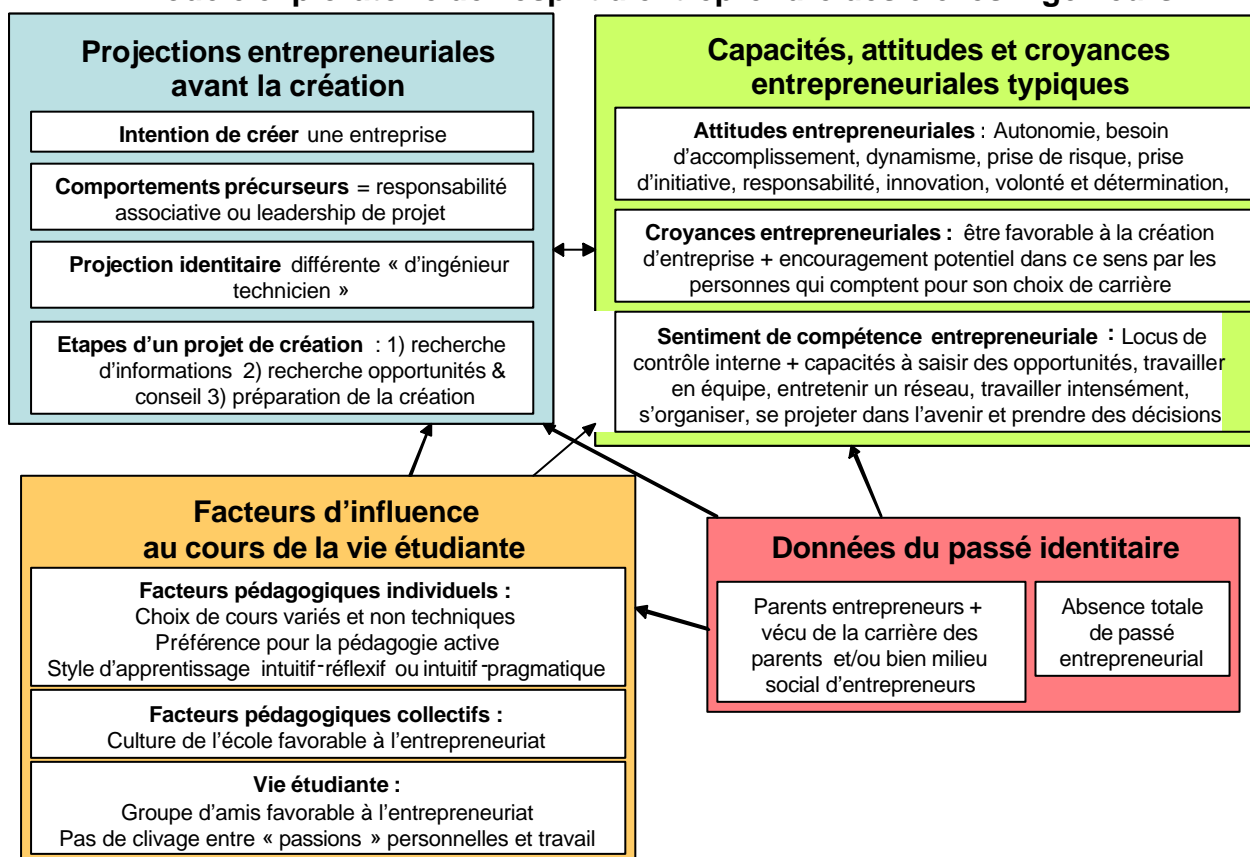 Projections entrepreneuriales
avant la création
Intention de créer une entreprise
Comportements précurseurs = responsabilité
associative ou leadership de projet
Projection identitaire différente « d'ingénieur
technicien »
Etapes d'un projet de création : 1) recherche
d'informations 2) recherche opportunités &
conseil 3) préparation de la création
Capacités, attitudes et croyances
entrepreneuriales typiques
Attitudes entrepreneuriales : Autonomie, besoin
d'accomplissement, dynamisme, prise de risque, prise
d'initiative, responsabilité, innovation, volonté et détermination,
Croyances entrepreneuriales : être favorable à la création
d'entreprise + encouragement potentiel dans ce sens par les
personnes qui comptent pour son choix de carrière
Sentiment de compétence entrepreneuriale : Locus de
contrôle interne + capacités à saisir des opportunités, travailler
en équipe, entretenir un réseau, travailler intensément,
s'organiser, se projeter dans l'avenir et prendre des décisions
Facteurs d'influence
au cours de la vie étudiante
Facteurs pédagogiques individuels :
Choix de cours variés et non techniques
Préférence pour la pédagogie active
Style d'apprentissage intuitif-réflexif ou intuitif-pragmatique
Facteurs pédagogiques collectifs :
Culture de l'école favorable à l'entrepreneuriat
Vie étudiante :
Groupe d'amis favorable à l'entrepreneuriat
Pas de clivage entre « passions » personnelles et travail
Données du passé identitaire
Parents entrepreneurs +
vécu de la carrière des
parents et/ou bien milieu
social d'entrepreneurs
Absence totale
de passé
entrepreneurial